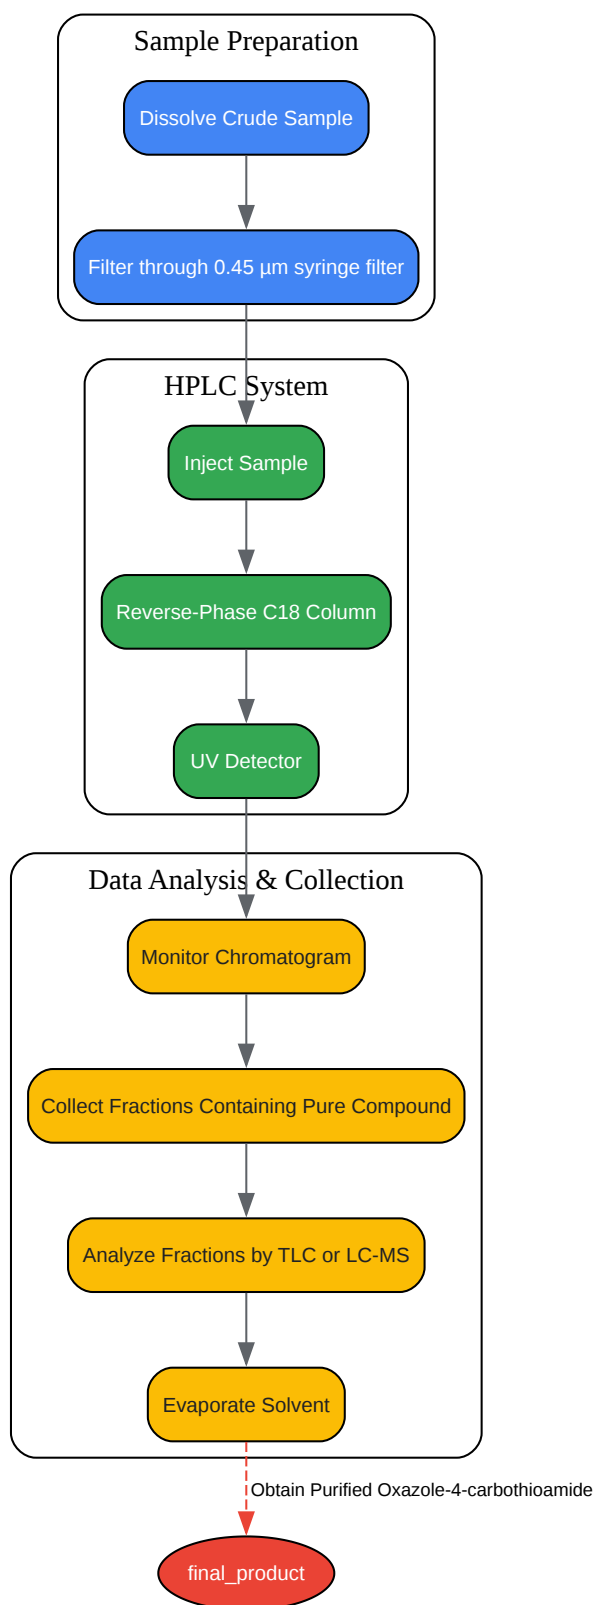 Sample Preparation
Dissolve Crude Sample
Filter through 0.45 µm syringe filter
HPLC System
Inject Sample
Reverse-Phase C18 Column
UV Detector
Data Analysis & Collection
Monitor Chromatogram
Collect Fractions Containing Pure Compound
Analyze Fractions by TLC or LC-MS
Evaporate Solvent
Obtain Purified Oxazole-4-carbothioamide
final_product